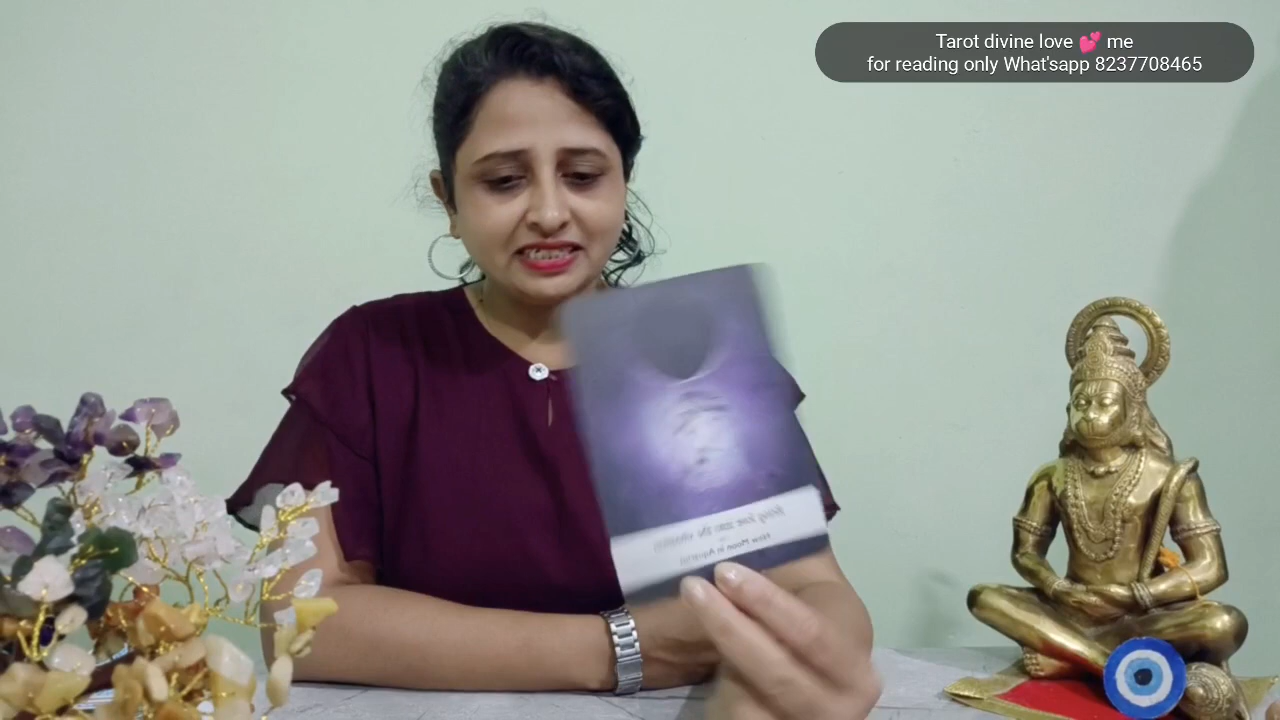 Tarot divine love 💕 me
for reading only What'sapp 8237708465
New Moon in Aquarius